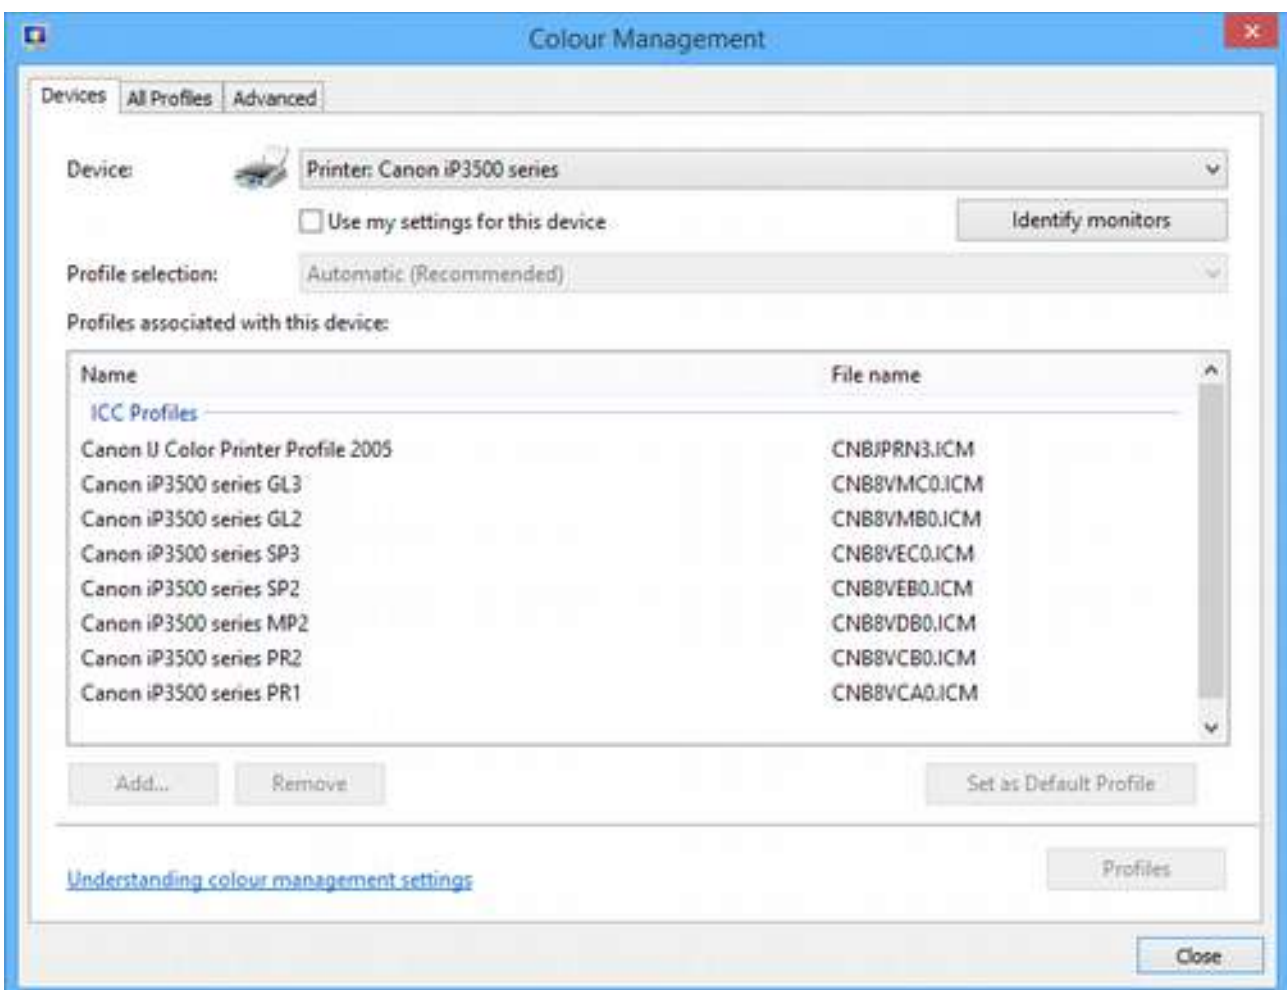 Colour Management
Devices All Profiles Advanced
Device: Printer: Canon iP3500 series
Use my settings for this device Identify monitors
Profile selection: Automatic (Recommended)
Profiles associated with this device:
Name File name
ICC Profiles
Canon IJ Color Printer Profile 2005 CNBJPRN3.ICM
Canon iP3500 series GL3 CNB8VMC0.ICM
Canon iP3500 series GL2 CNB8VMB0.ICM
Canon iP3500 series SP3 CNB8VEC0.ICM
Canon iP3500 series SP2 CNB8VEB0.ICM
Canon iP3500 series MP2 CNB8VDB0.ICM
Canon iP3500 series PR2 CNB8VCB0.ICM
Canon iP3500 series PR1 CNB8VCA0.ICM
Add... Remove Set as Default Profile
Understanding colour management settings Profiles
Close